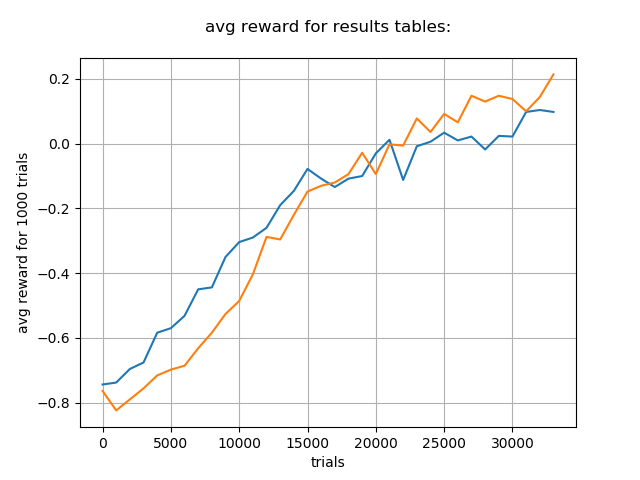 avg reward for results tables:
avg reward for 1000 trials
0.2
0.0
−0.2
−0.4
−0.6
−0.8
0 5000 10000 15000 20000 25000 30000
trials